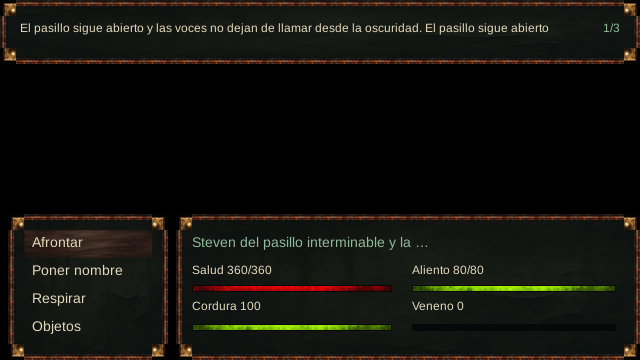 El pasillo sigue abierto y las voces no dejan de llamar desde la oscuridad. El pasillo sigue abierto 1/3
Afrontar
Poner nombre
Respirar
Objetos
Steven del pasillo interminable y la …
Salud 360/360 Aliento 80/80
Cordura 100 Veneno 0